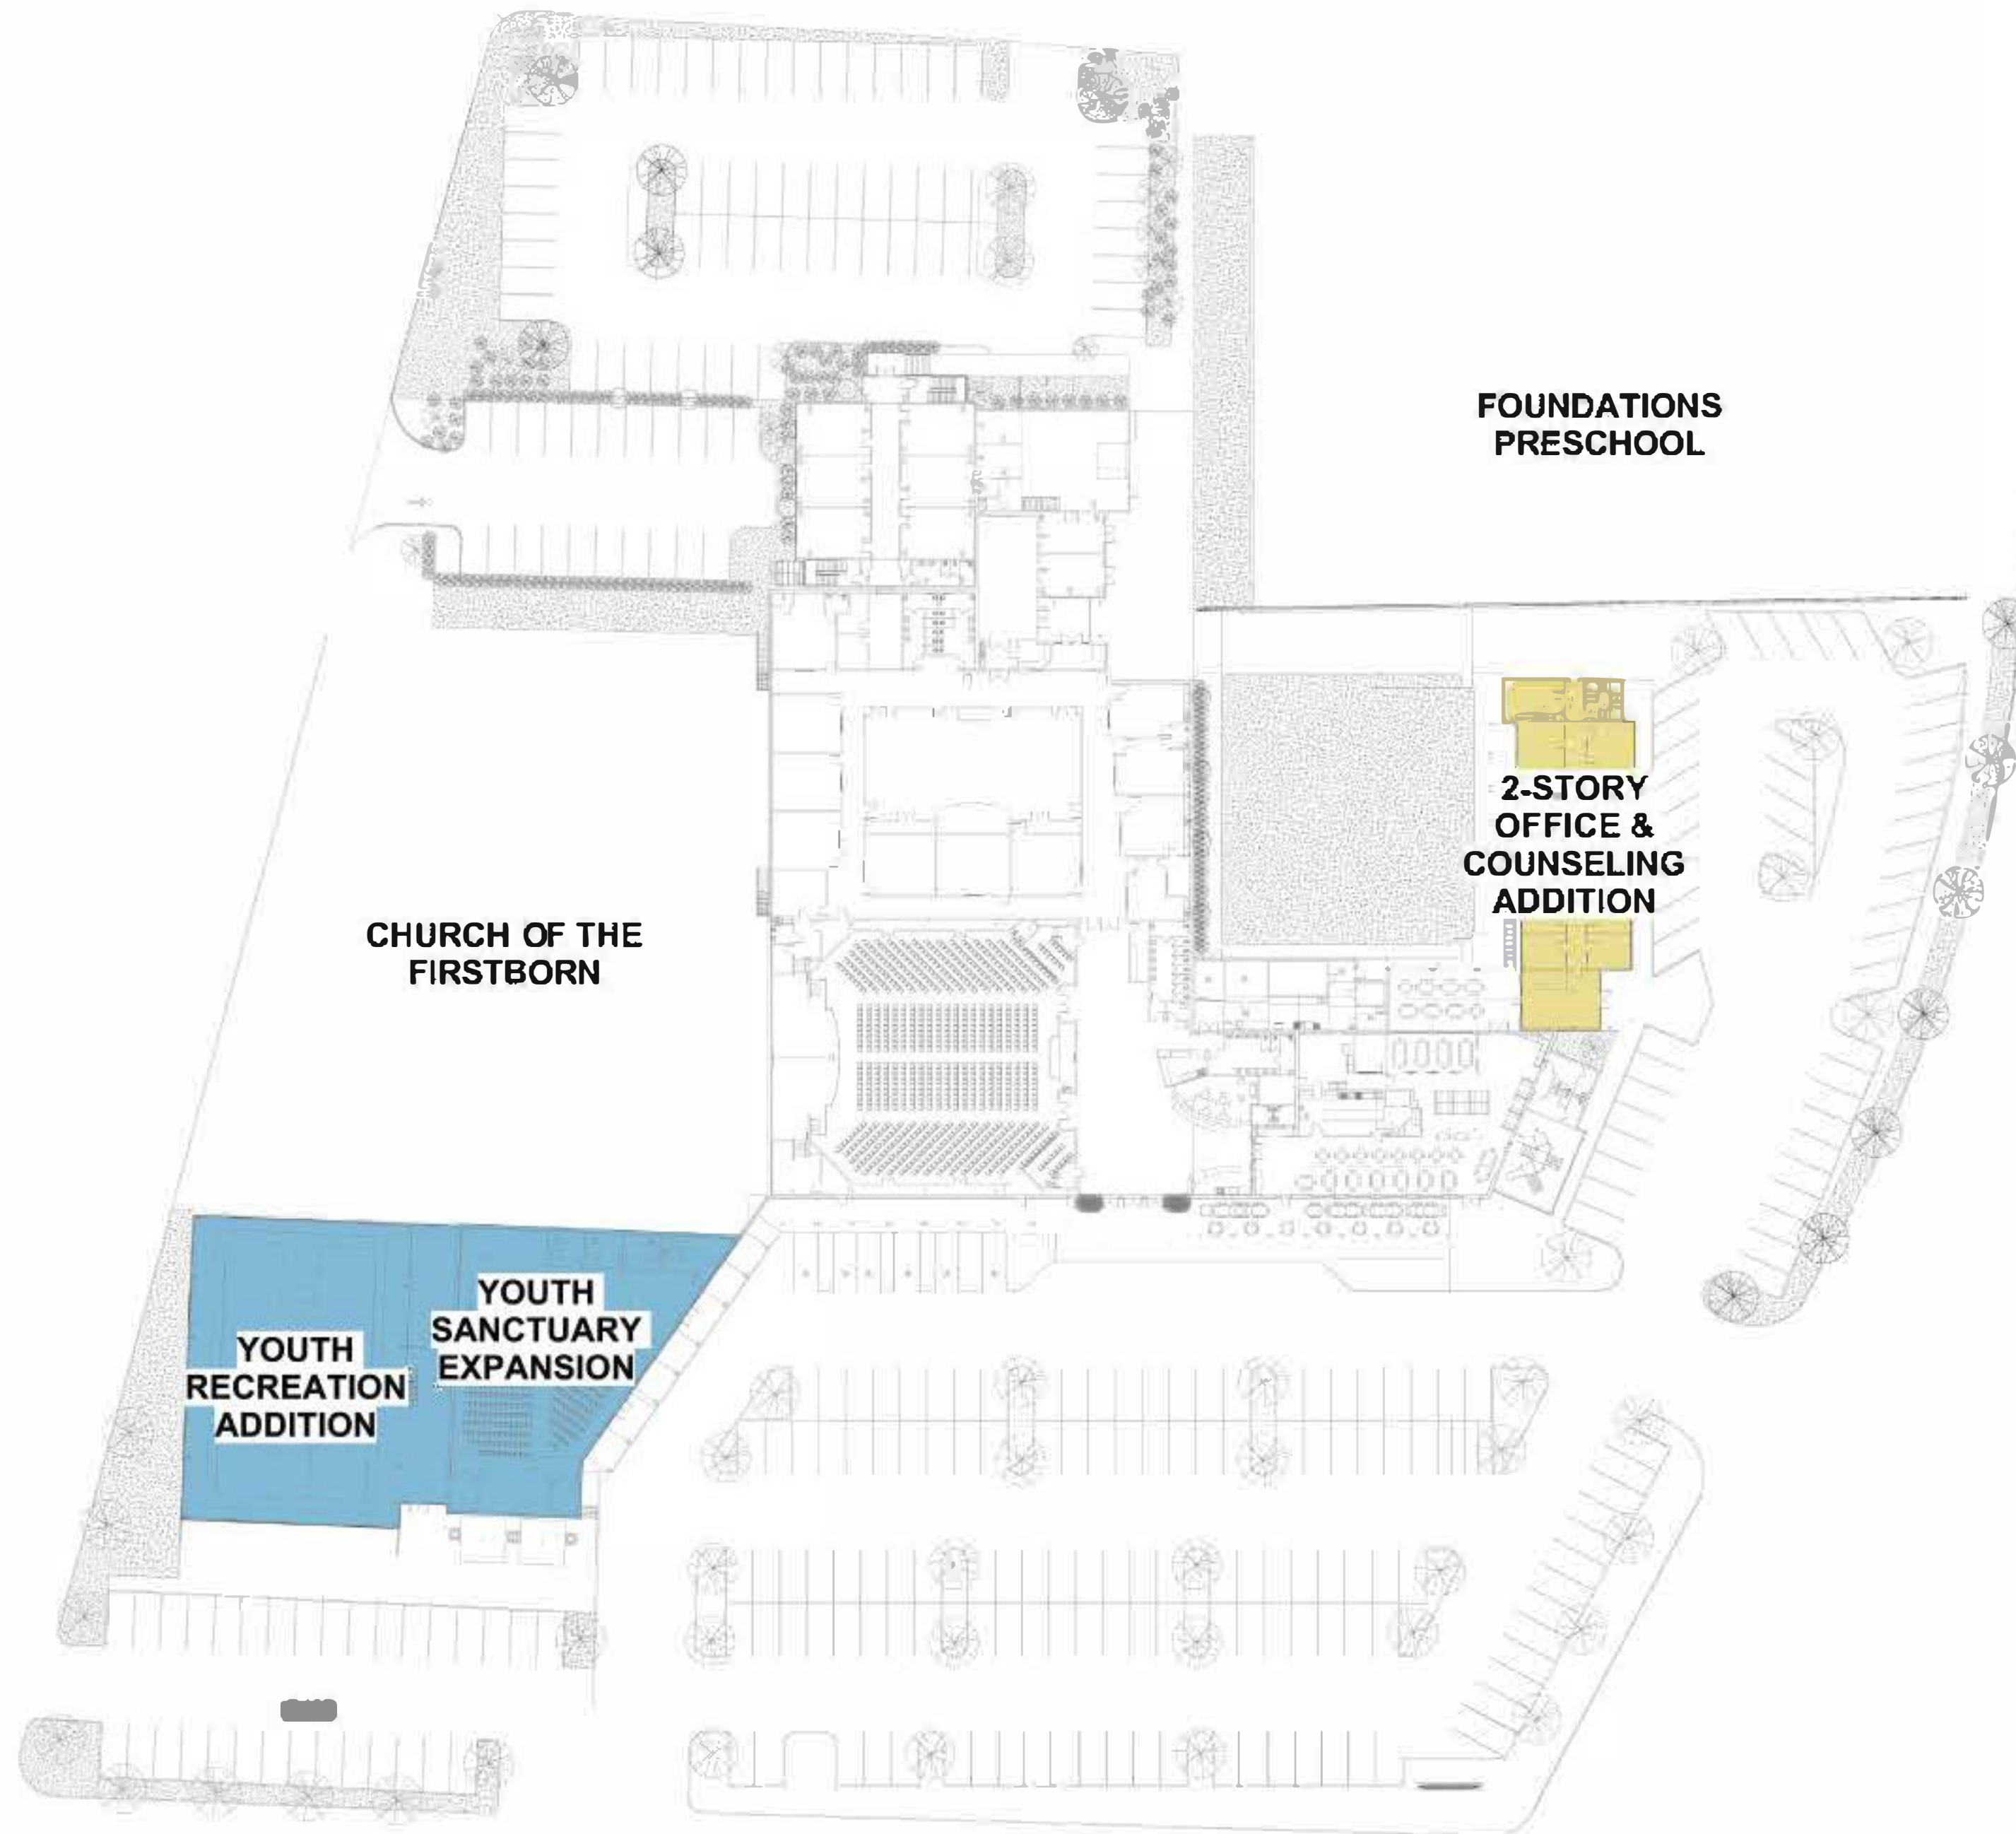 FOUNDATIONS
PRESCHOOL
2-STORY
OFFICE &
COUNSELING
ADDITION
CHURCH OF THE
FIRSTBORN
YOUTH
SANCTUARY
EXPANSION
YOUTH
RECREATION
ADDITION